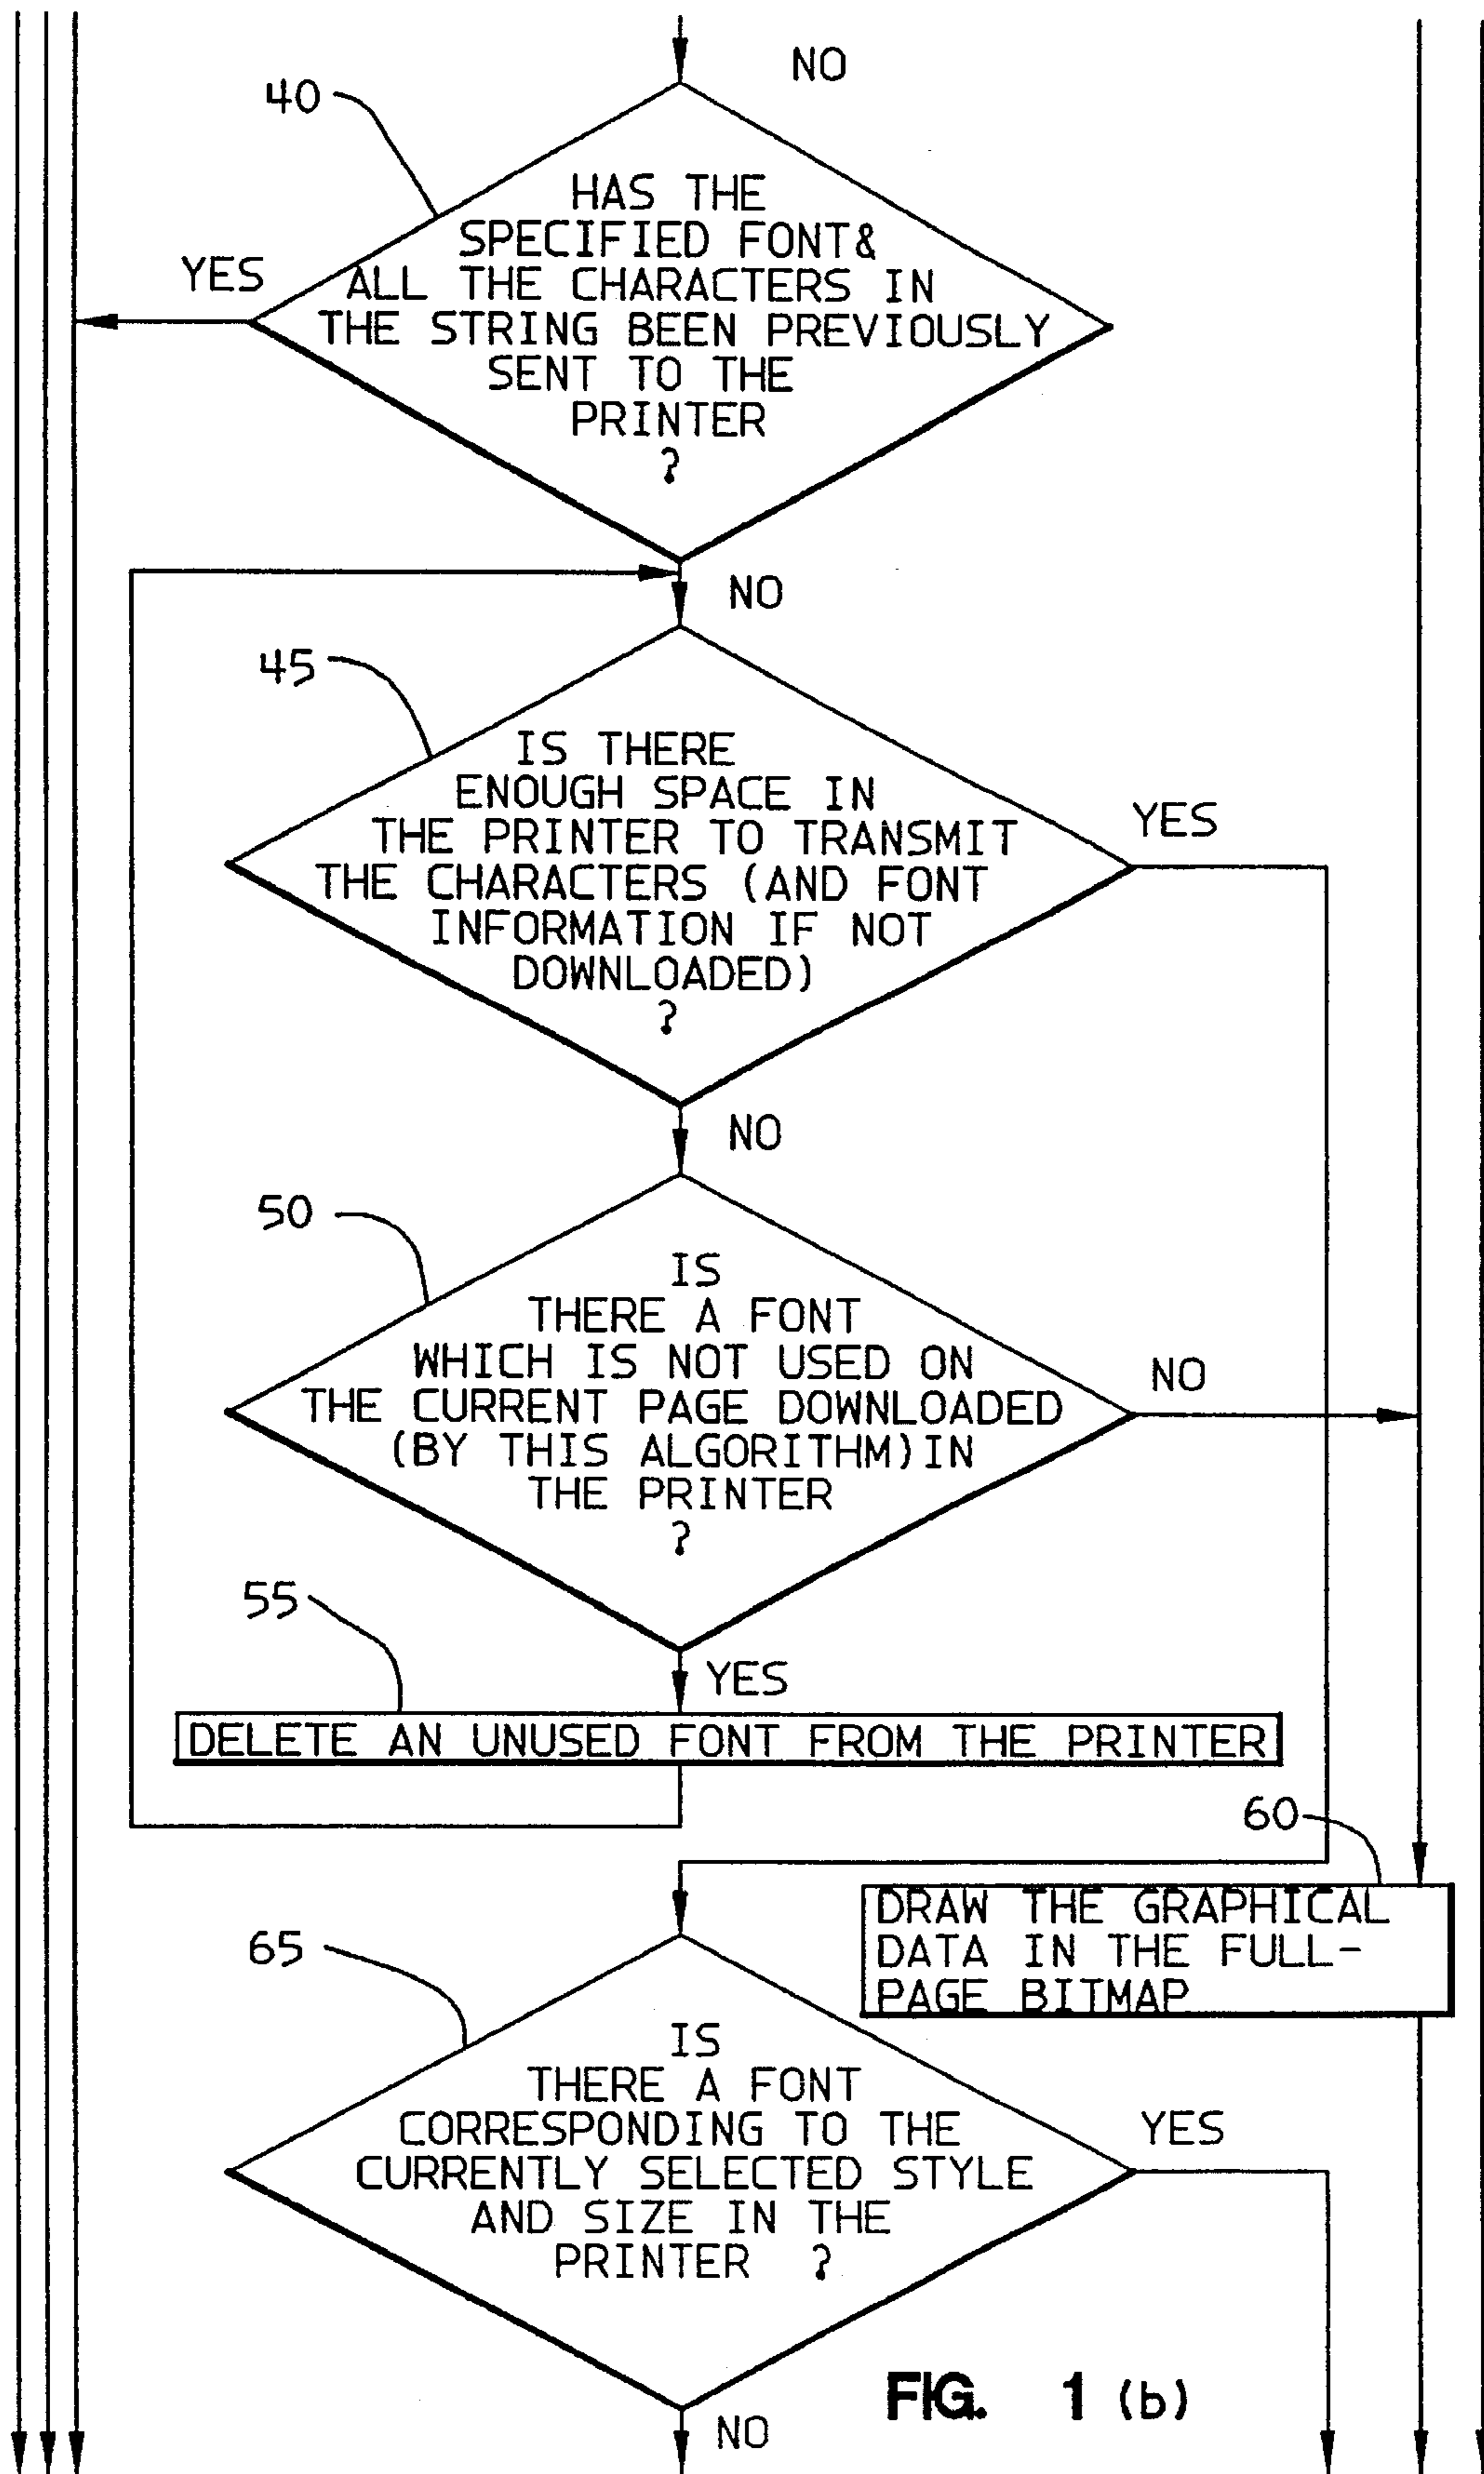 NO
40
HAS THE
SPECIFIED FONT&
YES
ALL THE CHARACTERS IN
THE STRING BEEN PREVIOUSLY
SENT TO THE
PRINTER
?
NO
45
IS THERE
ENOUGH SPACE IN
THE PRINTER TO TRANSMIT
YES
THE CHARACTERS (AND FONT
INFORMATION IF NOT
DOWNLOADED)
?
NO
50
IS
THERE A FONT
WHICH IS NOT USED ON
NO
THE CURRENT PAGE DOWNLOADED
(BY THIS ALGORITHM)IN
THE PRINTER
?
55
YES
DELETE AN UNUSED FONT FROM THE PRINTER
60
DRAW THE GRAPHICAL
DATA IN THE FULL-
PAGE BITMAP
65
IS
THERE A FONT
CORRESPONDING TO THE
YES
CURRENTLY SELECTED STYLE
AND SIZE IN THE
PRINTER ?
FIG. 1 (b)
NO